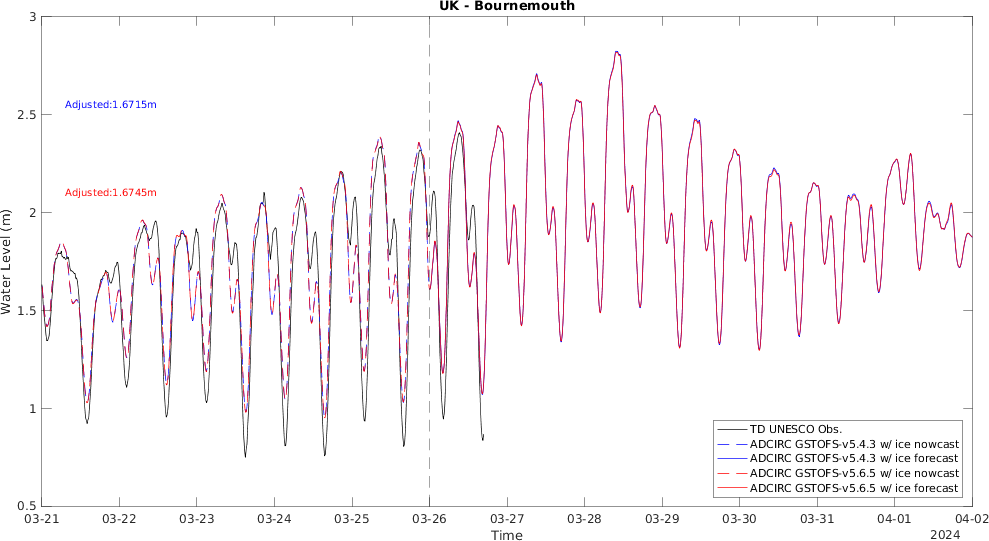 UK - Bournemouth
3
2.5
2
1.5
1
0.5
Water Level (m)
Adjusted:1.6715m
Adjusted:1.6745m
TD UNESCO Obs.
ADCIRC GSTOFS-v5.4.3 w/ ice nowcast
ADCIRC GSTOFS-v5.4.3 w/ ice forecast
ADCIRC GSTOFS-v5.6.5 w/ ice nowcast
ADCIRC GSTOFS-v5.6.5 w/ ice forecast
03-21 03-22 03-23 03-24 03-25 03-26 03-27 03-28 03-29 03-30 03-31 04-01 04-02
Time
2024